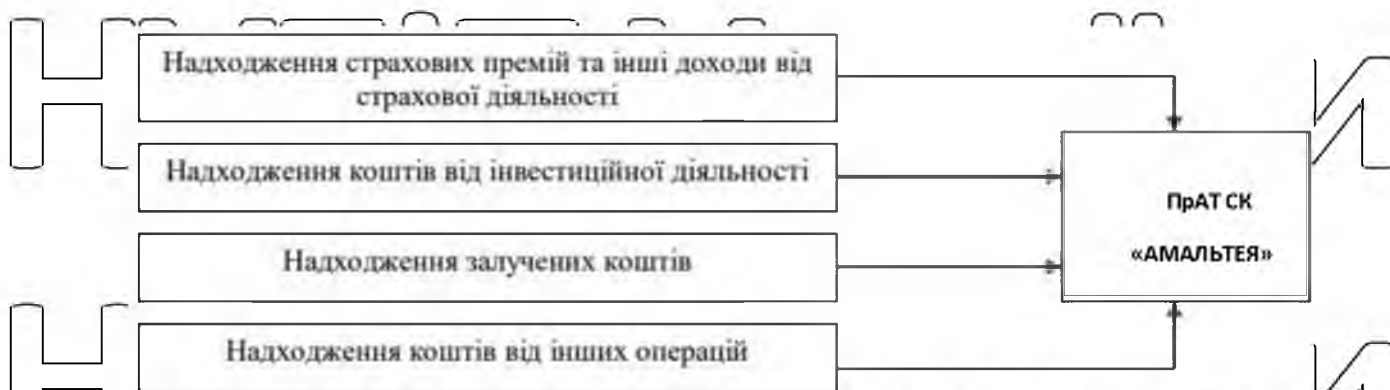 Надходження страхових премій та інші доходи від
страхової діяльності
Надходження коштів від інвестиційної діяльності
ПрАТ СК
«АМАЛЬТЕЯ»
Надходження залучених коштів
Надходження коштів від інших операцій